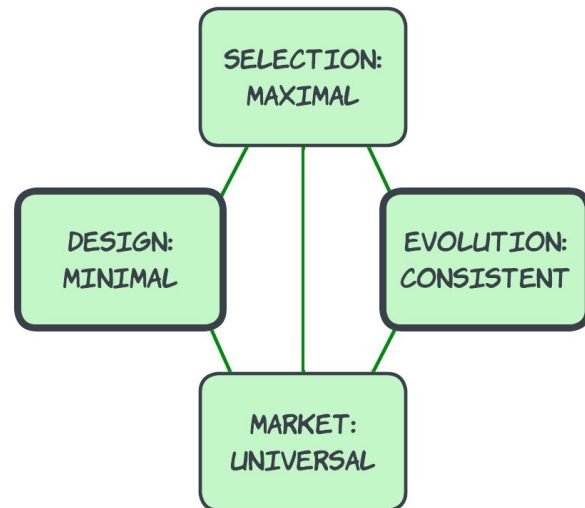 SELECTION:
MAXIMAL
DESIGN:
MINIMAL
EVOLUTION:
CONSISTENT
MARKET:
UNIVERSAL